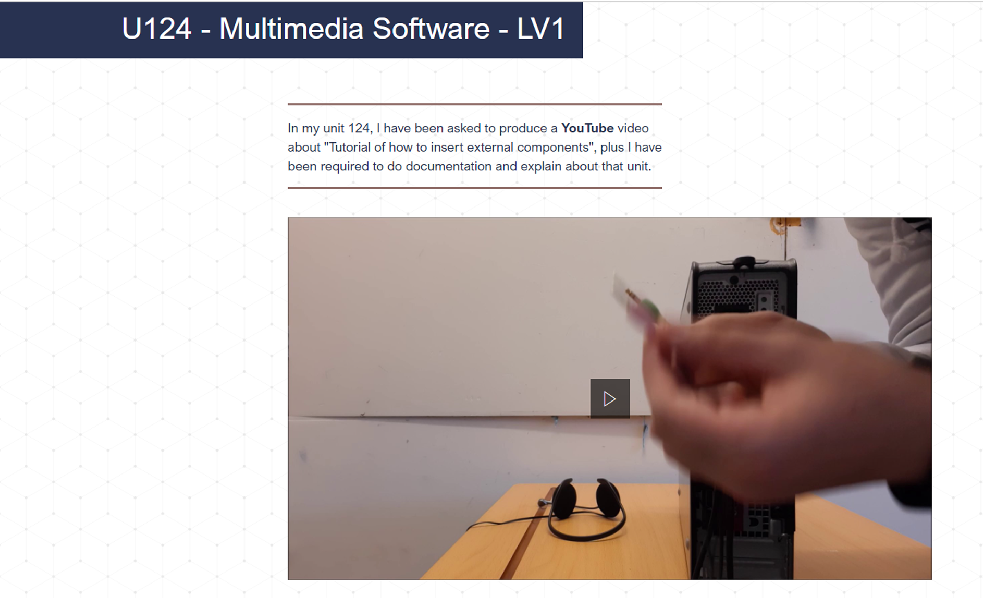 U124 - Multimedia Software - LV1
In my unit 124, I have been asked to produce a YouTube video
about "Tutorial of how to insert external components", plus I have
been required to do documentation and explain about that unit.